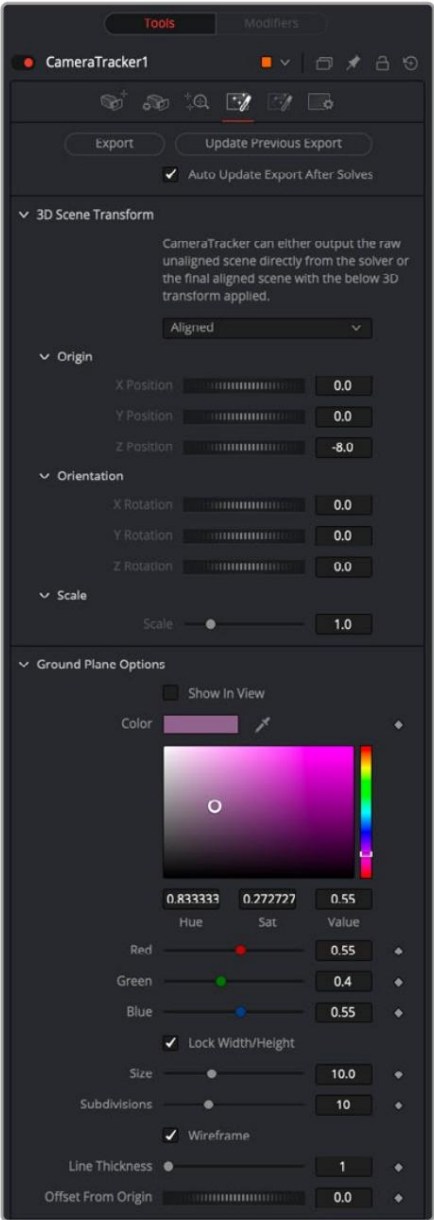 Tools Modifiers
CameraTracker1
Export Update Previous Export
Auto Update Export After Solves
3D Scene Transform
CameraTracker can either output the raw
unaligned scene directly from the solver or
the final aligned scene with the below 3D
transform applied.
Aligned
Origin
X Position 0.0
Y Position 0.0
Z Position -8.0
Orientation
X Rotation 0.0
Y Rotation 0.0
Z Rotation 0.0
Scale
Scale 1.0
Ground Plane Options
Show In View
Color
0.833333 0.272727 0.55
Hue Sat Value
Red 0.55
Green 0.4
Blue 0.55
Lock Width/Height
Size 10.0
Subdivisions 10
Wireframe
Line Thickness 1
Offset From Origin 0.0